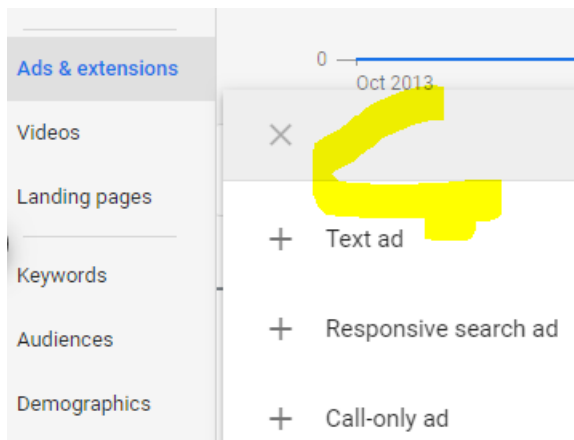 Ads & extensions
Videos
Landing pages
Keywords
Audiences
Demographics
0
Oct 2013
Text ad
Responsive search ad
Call-only ad